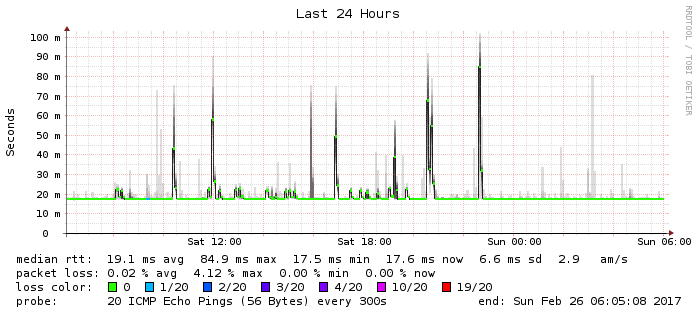 Last 24 Hours
RRDTOOL / TOBI OETIKER
Seconds
100 m
90 m
80 m
70 m
60 m
50 m
40 m
30 m
20 m
10 m
0
Sat 12:00 Sat 18:00 Sun 00:00 Sun 06:00
median rtt: 19.1 ms avg 84.9 ms max 17.5 ms min 17.6 ms now 6.6 ms sd 2.9 am/s
packet loss: 0.02 % avg 4.12 % max 0.00 % min 0.00 % now
loss color: 0 1/20 2/20 3/20 4/20 10/20 19/20
probe: 20 ICMP Echo Pings (56 Bytes) every 300s end: Sun Feb 26 06:05:08 2017